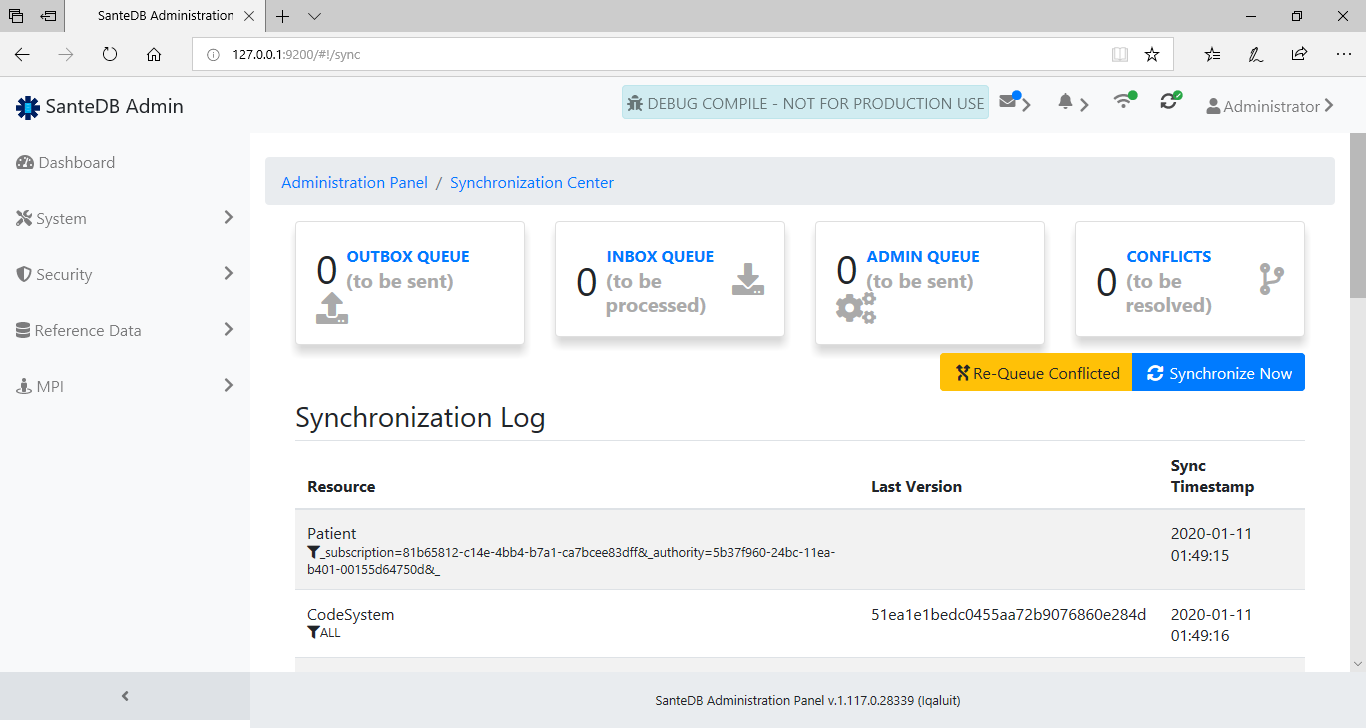 SanteDB Administration
127.0.0.1:9200/#!/sync
SanteDB Admin
DEBUG COMPILE - NOT FOR PRODUCTION USE
Administrator
Dashboard
System
Security
Reference Data
MPI
Administration Panel / Synchronization Center
0 OUTBOX QUEUE
(to be sent)
0 INBOX QUEUE
(to be
processed)
0 ADMIN QUEUE
(to be sent)
0 CONFLICTS
(to be
resolved)
Re-Queue Conflicted
Synchronize Now
Synchronization Log
Resource
Last Version
Sync
Timestamp
Patient
_subscription=81b65812-c14e-4bb4-b7a1-ca7bcee83dff&_authority=5b37f960-24bc-11ea-
b401-00155d64750d&_
2020-01-11
01:49:15
CodeSystem
ALL
51ea1e1bedc0455aa72b9076860e284d
2020-01-11
01:49:16
SanteDB Administration Panel v.1.117.0.28339 (Iqaluit)